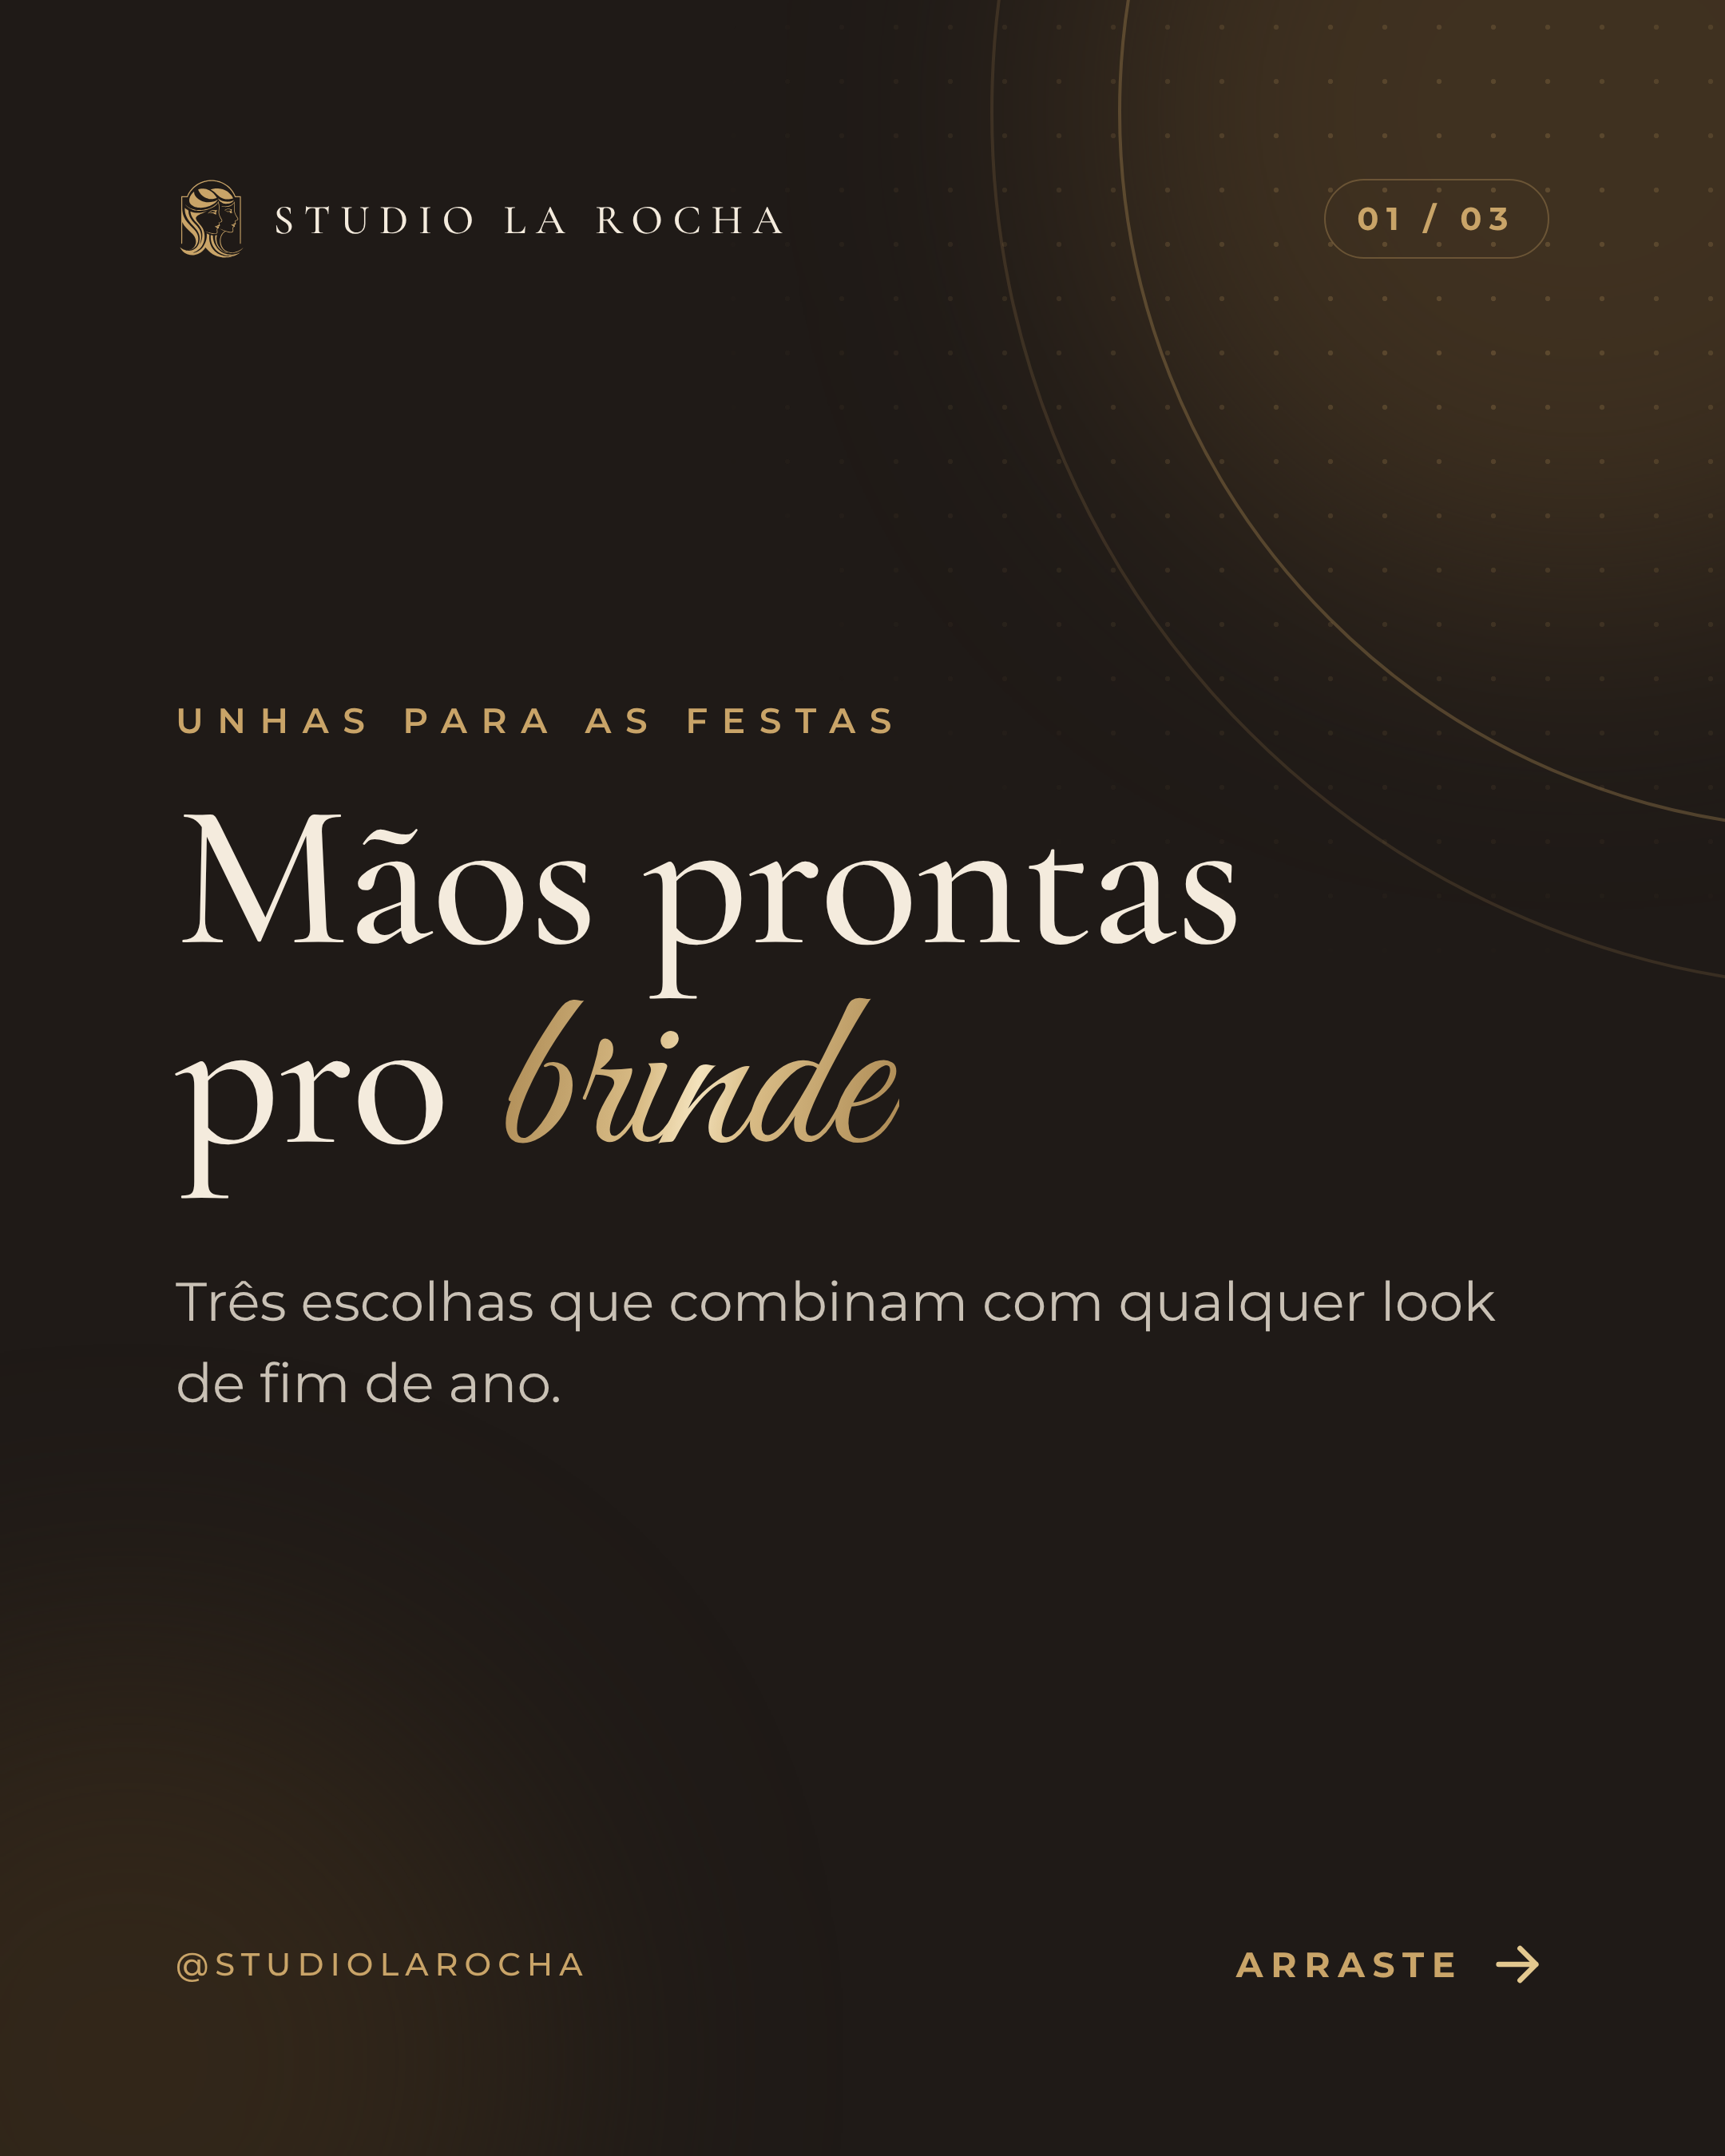 STUDIO LA ROCHA
01 / 03
UNHAS PARA AS FESTAS
Mãos prontas
pro brinde
Três escolhas que combinam com qualquer look
de fim de ano.
@STUDIOLAROCHA
ARRASTE →